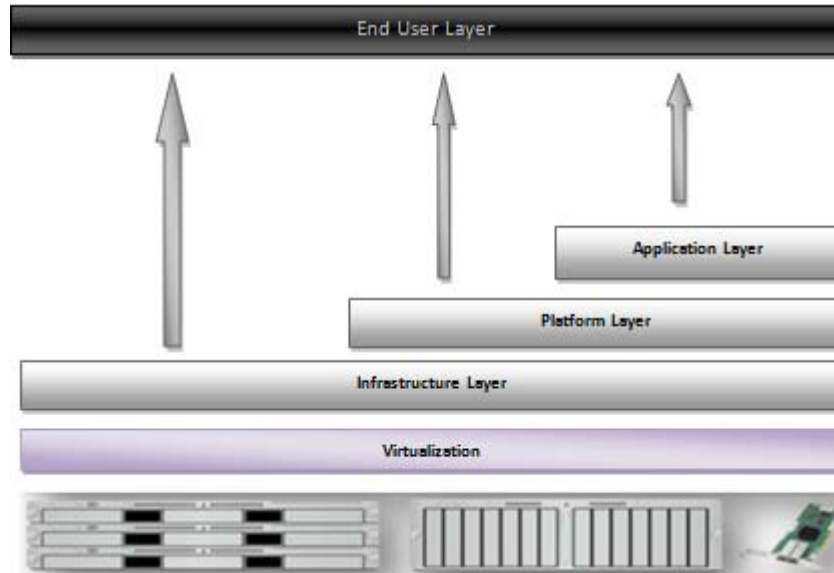 End User Layer
Application Layer
Platform Layer
Infrastructure Layer
Virtualization